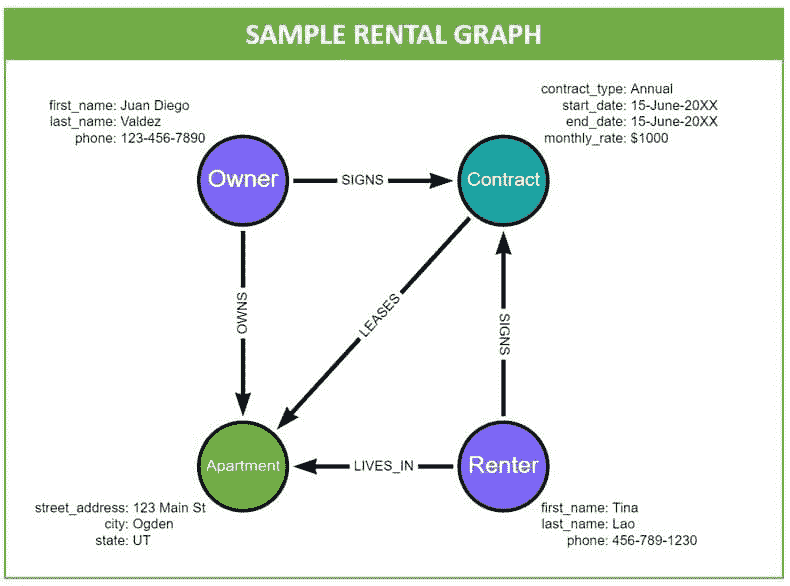 SAMPLE RENTAL GRAPH
first_name: Juan Diego
last_name: Valdez
phone: 123-456-7890
contract_type: Annual
start_date: 15-June-20XX
end_date: 15-June-20XX
monthly_rate: $1000
Owner
SIGNS
Contract
OWNS
LEASES
SIGNS
Apartment
LIVES_IN
Renter
street_address: 123 Main St
city: Ogden
state: UT
first_name: Tina
last_name: Lao
phone: 456-789-1230